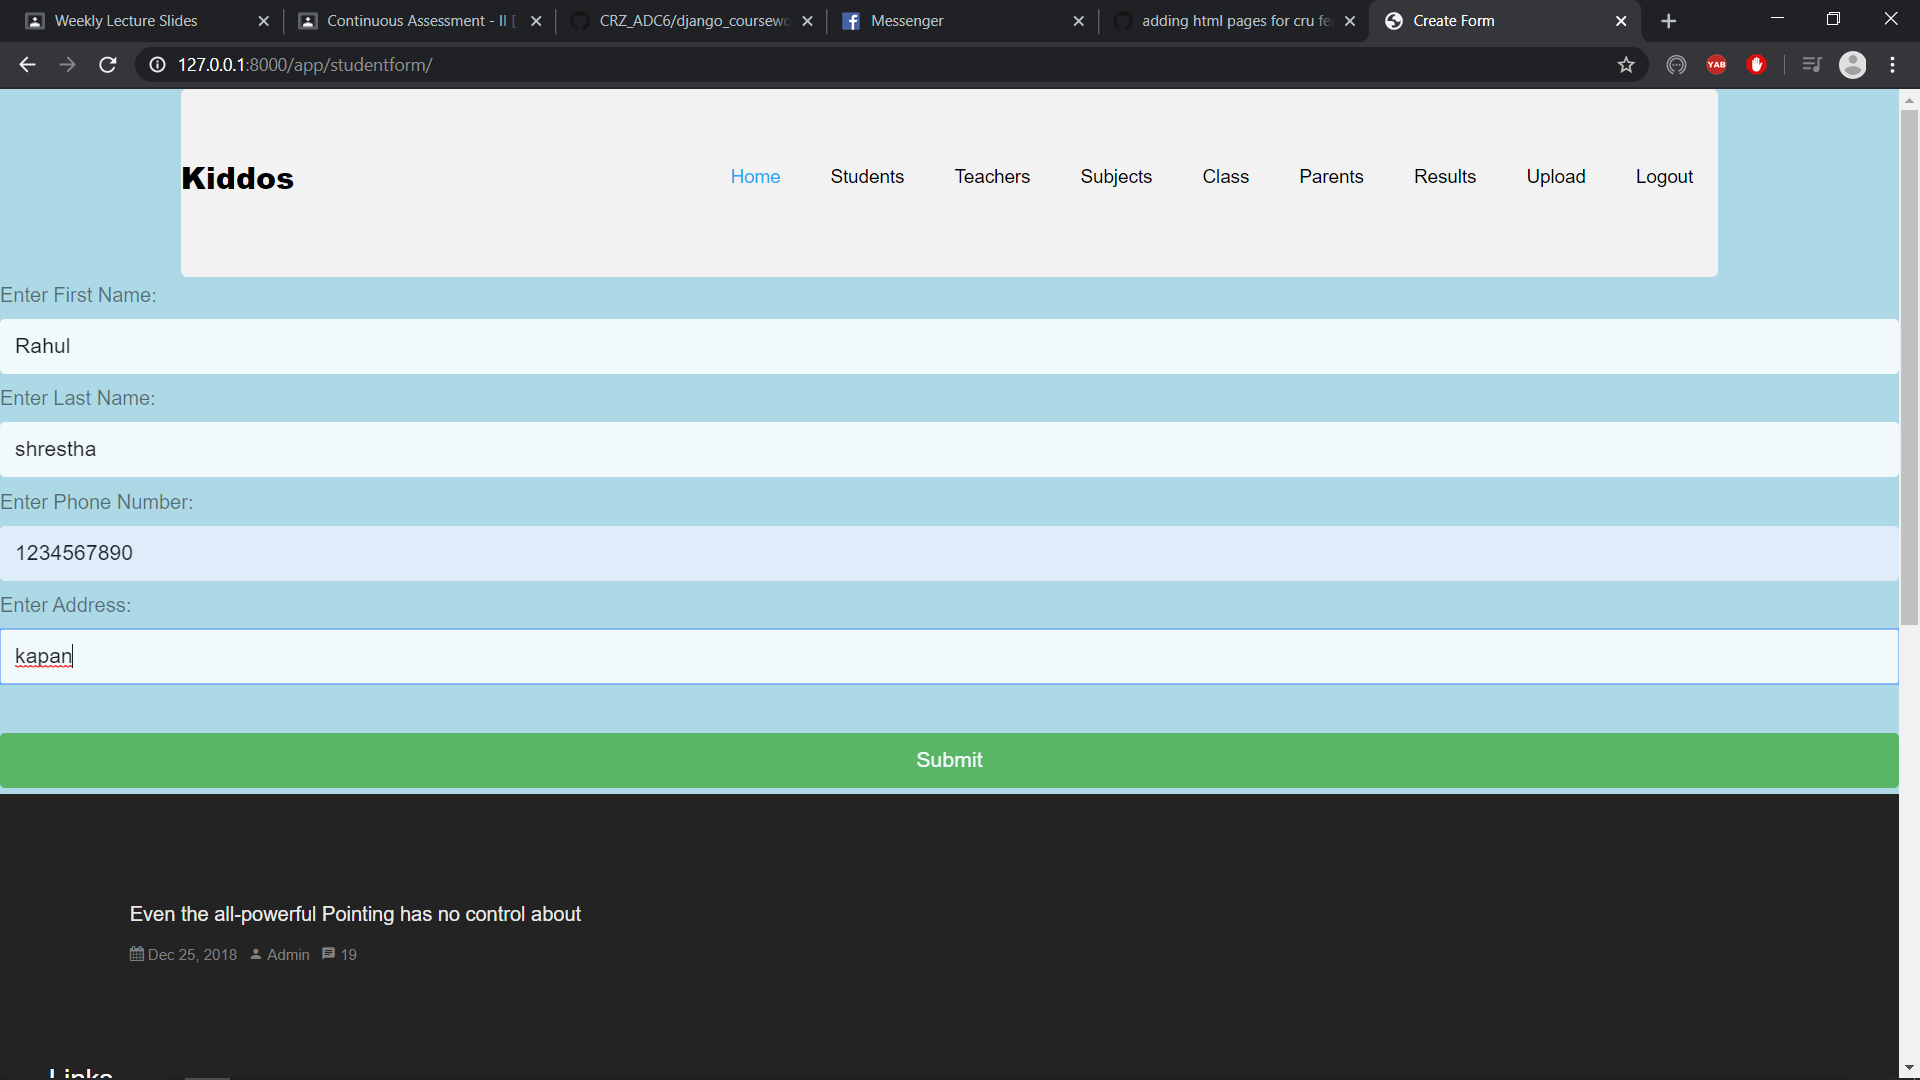 Weekly Lecture Slides
Continuous Assessment - II [
CRZ_ADC6/django_coursewo
Messenger
adding html pages for cru fea
Create Form
127.0.0.1:8000/app/studentform/
YAB
Kiddos
Home Students Teachers Subjects Class Parents Results Upload Logout
Enter First Name:
Rahul
Enter Last Name:
shrestha
Enter Phone Number:
1234567890
Enter Address:
kapan
Submit
Even the all-powerful Pointing has no control about
Dec 25, 2018 Admin 19
Links